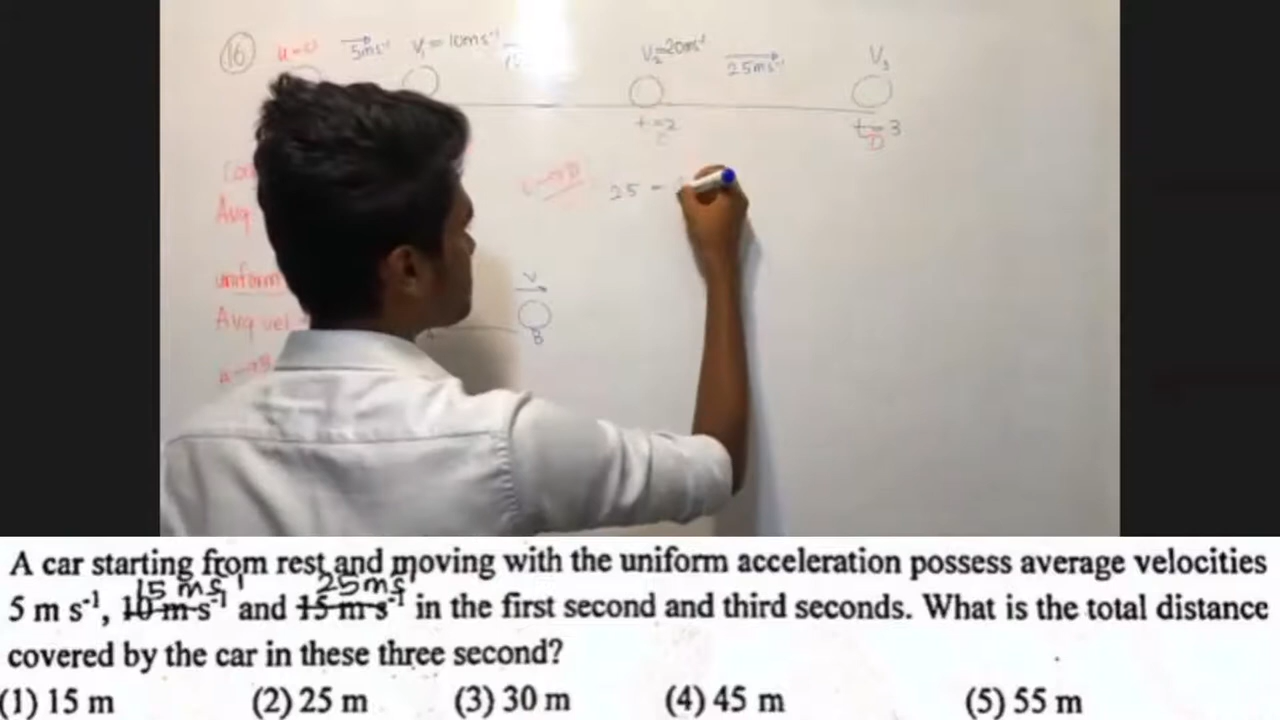 16 u=0 5ms⁻¹ V₁=10ms⁻¹ V₂=20ms⁻¹ 25ms⁻¹ V₃
t=2 t=3
C D
C→D 25 -
Avg
uniform V
Avg vel
B
A→B
15 ms⁻¹ 25ms⁻¹
A car starting from rest and moving with the uniform acceleration possess average velocities
5 m s⁻¹, 10 m s⁻¹ and 15 m s⁻¹ in the first second and third seconds. What is the total distance
covered by the car in these three second?
(1) 15 m (2) 25 m (3) 30 m (4) 45 m (5) 55 m